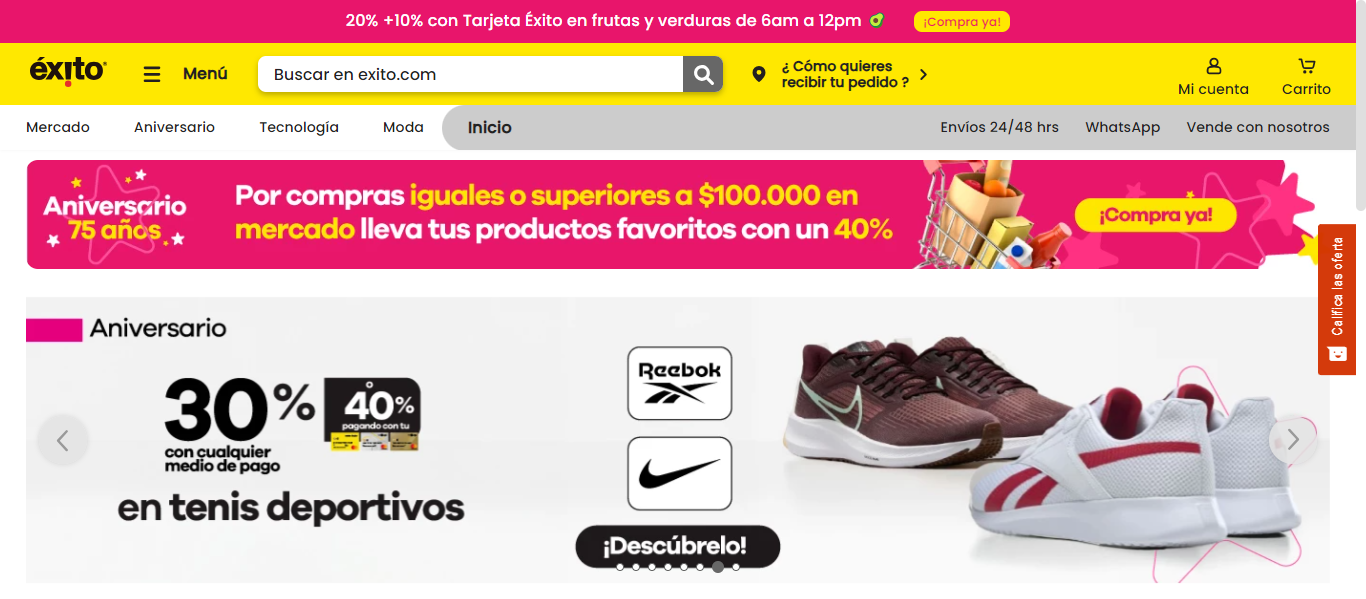 20% +10% con Tarjeta Éxito en frutas y verduras de 6am a 12pm
¡Compra ya!
éxito
Menú
Buscar en exito.com
¿ Cómo quieres
recibir tu pedido ?
Mi cuenta
Carrito
Mercado
Aniversario
Tecnología
Moda
Inicio
Envíos 24/48 hrs
WhatsApp
Vende con nosotros
Aniversario
75 años
Por compras iguales o superiores a $100.000 en
mercado lleva tus productos favoritos con un 40%
¡Compra ya!
Califica las oferta
Aniversario
30%
con cualquier
medio de pago
40%
pagando con tu
en tenis deportivos
Reebok
¡Descúbrelo!